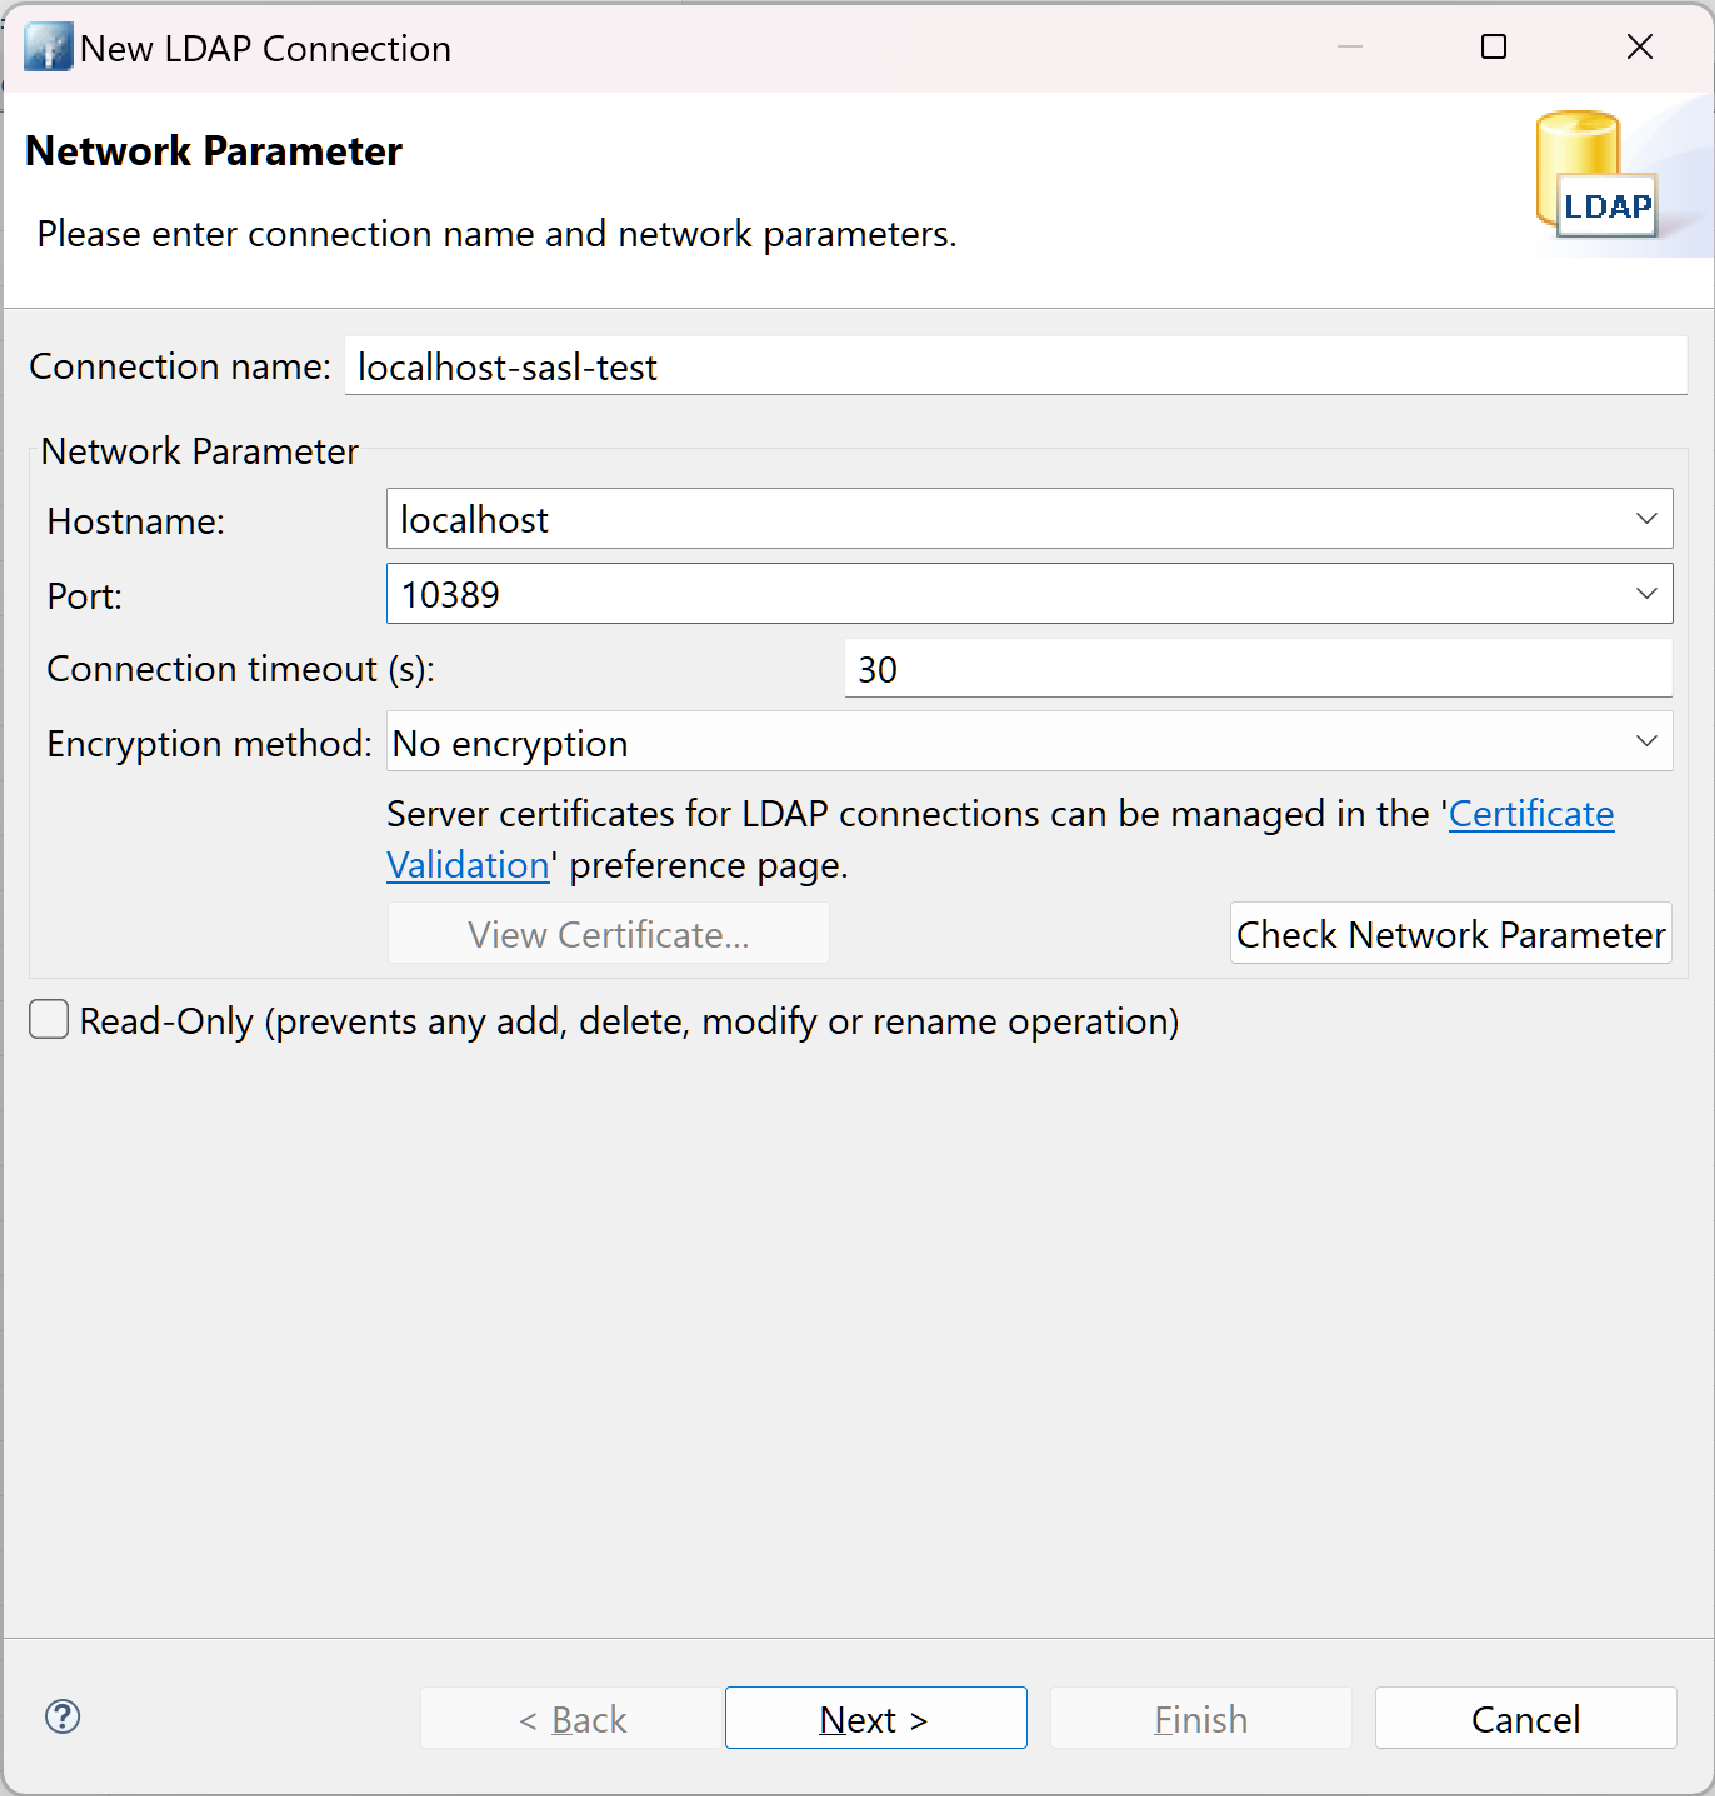 New LDAP Connection
Network Parameter
LDAP
Please enter connection name and network parameters.
Connection name: localhost-sasl-test
Network Parameter
Hostname: localhost
Port: 10389
Connection timeout (s): 30
Encryption method: No encryption
Server certificates for LDAP connections can be managed in the 'Certificate
Validation' preference page.
View Certificate... Check Network Parameter
Read-Only (prevents any add, delete, modify or rename operation)
? < Back Next > Finish Cancel